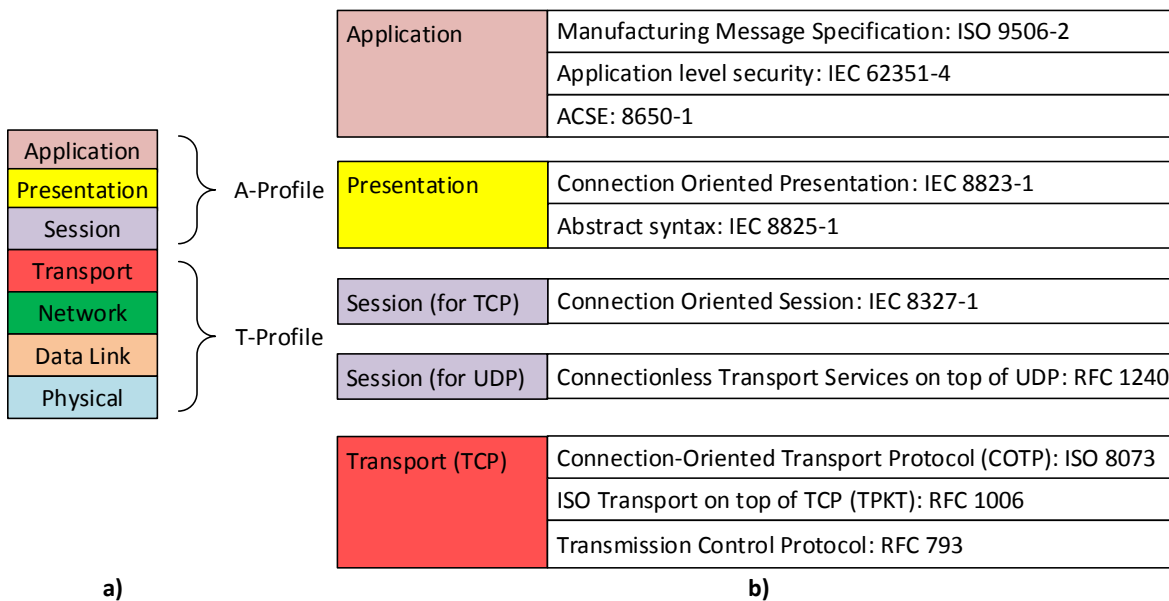 Application
Presentation
Session
Transport
Network
Data Link
Physical
A-Profile
T-Profile
a)
Application
Manufacturing Message Specification: ISO 9506-2
Application level security: IEC 62351-4
ACSE: 8650-1
Presentation
Connection Oriented Presentation: IEC 8823-1
Abstract syntax: IEC 8825-1
Session (for TCP)
Connection Oriented Session: IEC 8327-1
Session (for UDP)
Connectionless Transport Services on top of UDP: RFC 1240
Transport (TCP)
Connection-Oriented Transport Protocol (COTP): ISO 8073
ISO Transport on top of TCP (TPKT): RFC 1006
Transmission Control Protocol: RFC 793
b)